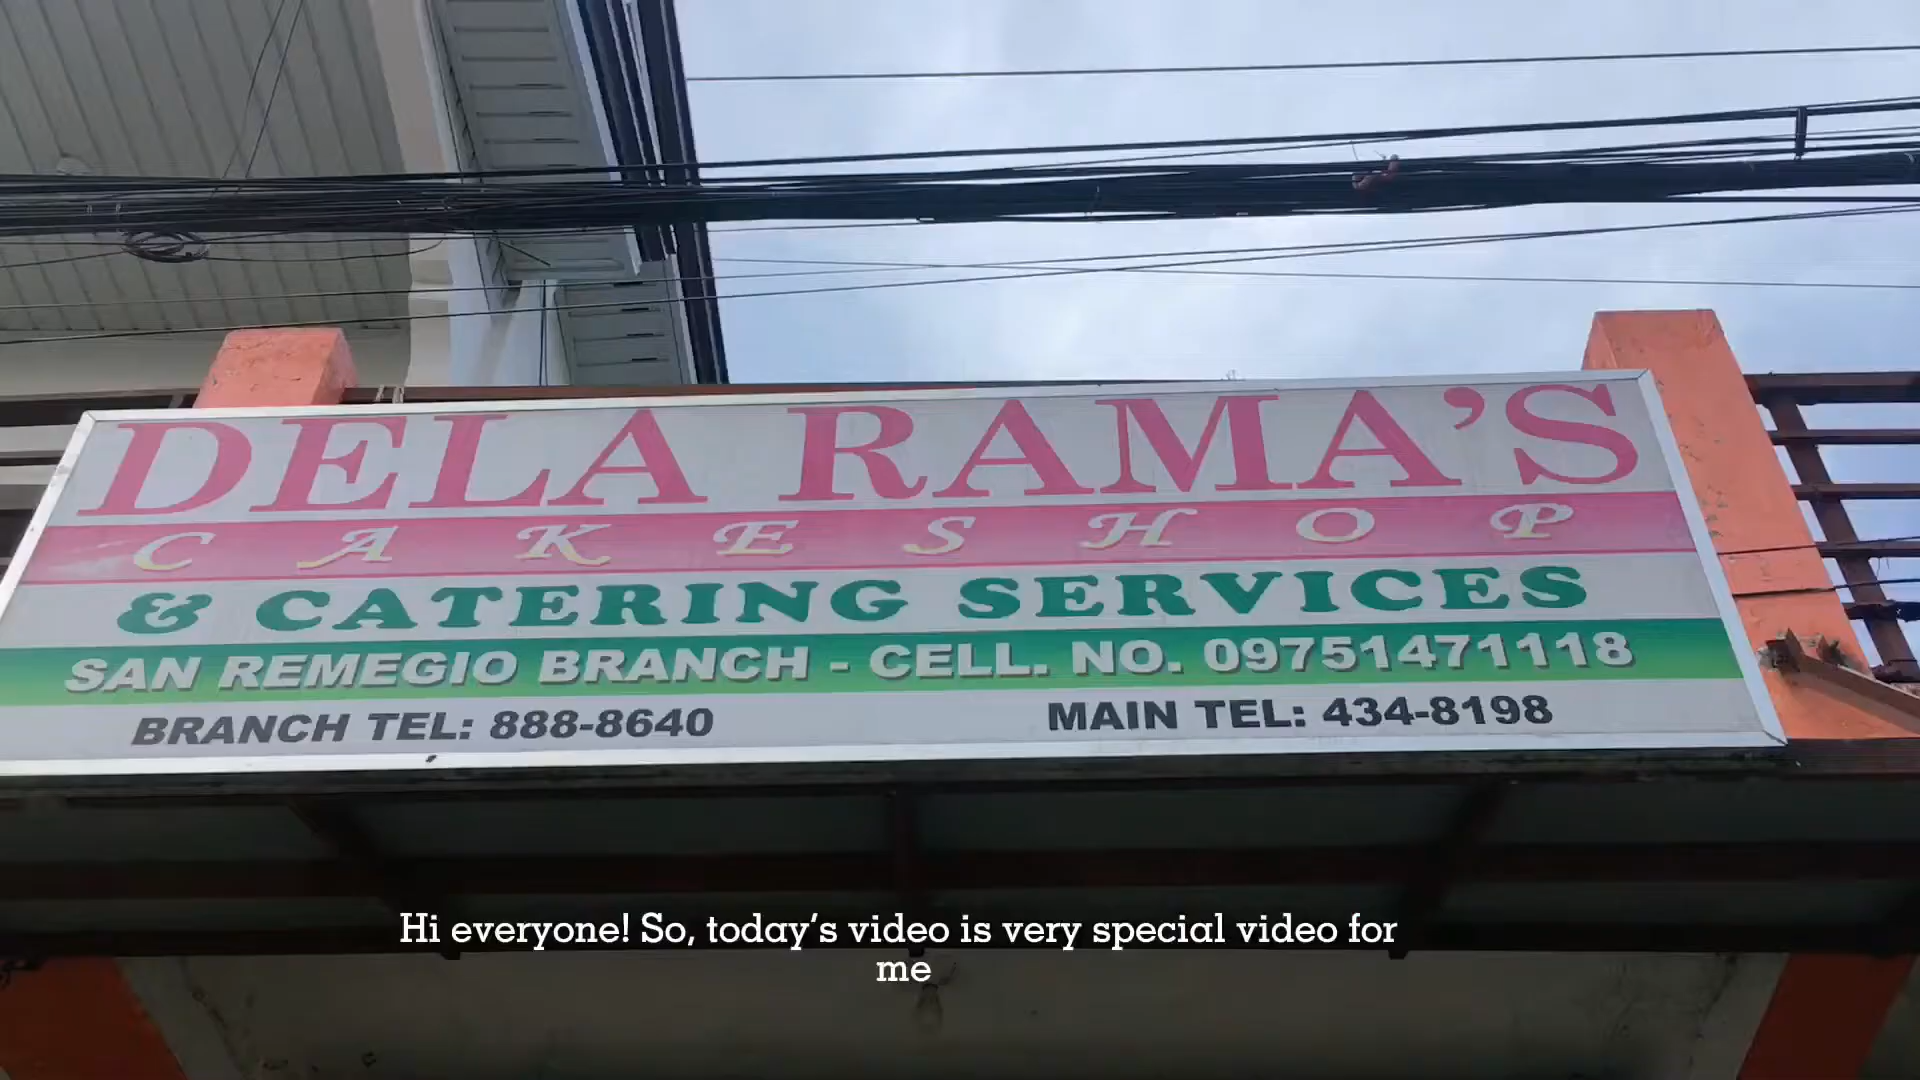 DELA RAMA'S
CAKESHOP
& CATERING SERVICES
SAN REMEGIO BRANCH - CELL. NO. 09751471118
BRANCH TEL: 888-8640 MAIN TEL: 434-8198
Hi everyone! So, today's video is very special video for
me